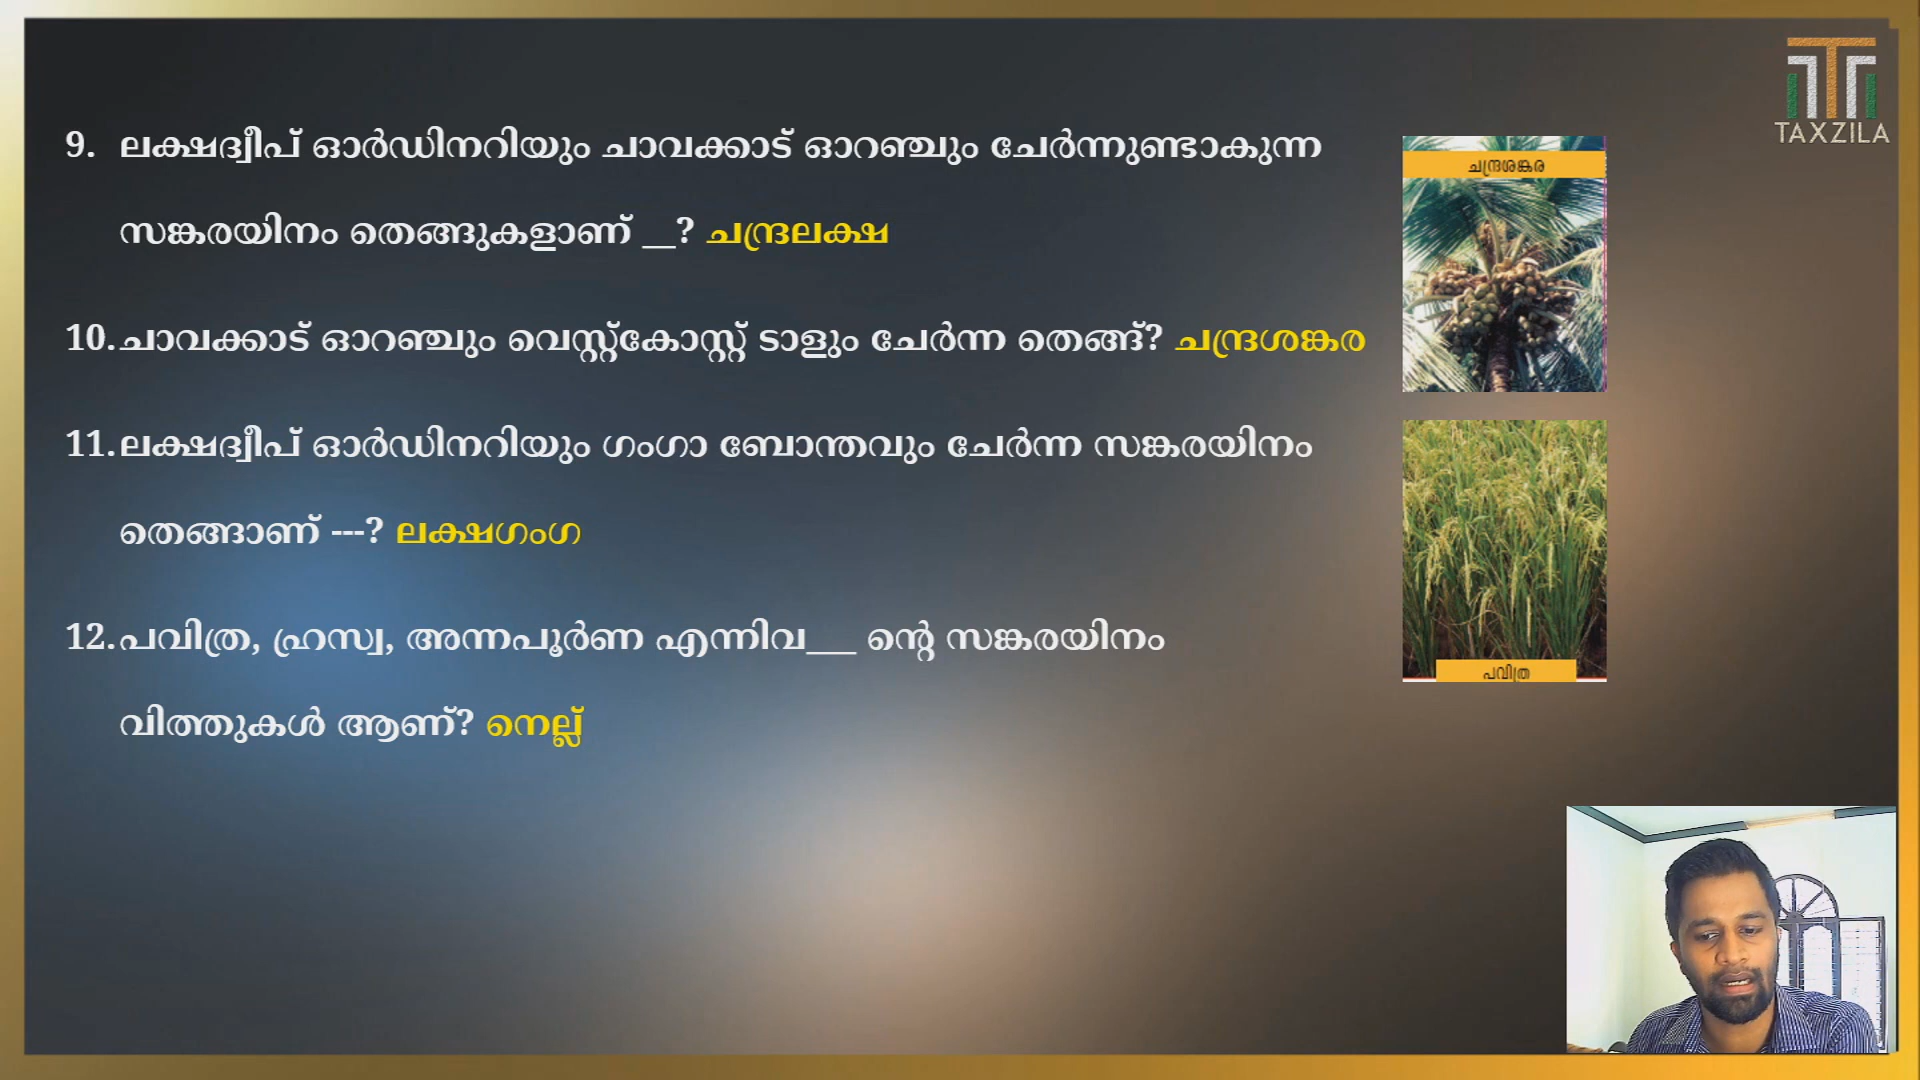 9. ലക്ഷദ്വീപ് ഓർഡിനറിയും ചാവക്കാട് ഓറഞ്ചും ചേർന്നുണ്ടാകുന്ന
സങ്കരയിനം തെങ്ങുകളാണ് __? ചന്ദ്രലക്ഷ
10. ചാവക്കാട് ഓറഞ്ചും വെസ്റ്റ്കോസ്റ്റ് ടാളും ചേർന്ന തെങ്ങ്? ചന്ദ്രശങ്കര
11. ലക്ഷദ്വീപ് ഓർഡിനറിയും ഗംഗാ ബോന്തവും ചേർന്ന സങ്കരയിനം
തെങ്ങാണ് ---? ലക്ഷഗംഗ
12. പവിത്ര, ഹ്രസ്വ, അന്നപൂർണ എന്നിവ___ ന്റെ സങ്കരയിനം
വിത്തുകൾ ആണ്? നെല്ല്
ചന്ദ്രശങ്കര
പവിത്ര
TAXZILA